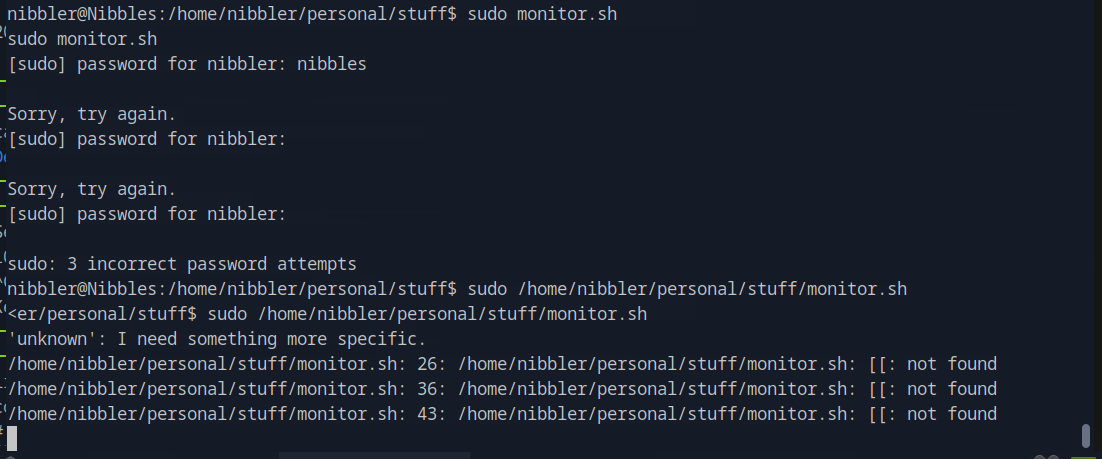 nibbler@Nibbles:/home/nibbler/personal/stuff$ sudo monitor.sh
sudo monitor.sh
[sudo] password for nibbler: nibbles
Sorry, try again.
[sudo] password for nibbler:
Sorry, try again.
[sudo] password for nibbler:
sudo: 3 incorrect password attempts
nibbler@Nibbles:/home/nibbler/personal/stuff$ sudo /home/nibbler/personal/stuff/monitor.sh
<er/personal/stuff$ sudo /home/nibbler/personal/stuff/monitor.sh
'unknown': I need something more specific.
/home/nibbler/personal/stuff/monitor.sh: 26: /home/nibbler/personal/stuff/monitor.sh: [[: not found
/home/nibbler/personal/stuff/monitor.sh: 36: /home/nibbler/personal/stuff/monitor.sh: [[: not found
/home/nibbler/personal/stuff/monitor.sh: 43: /home/nibbler/personal/stuff/monitor.sh: [[: not found